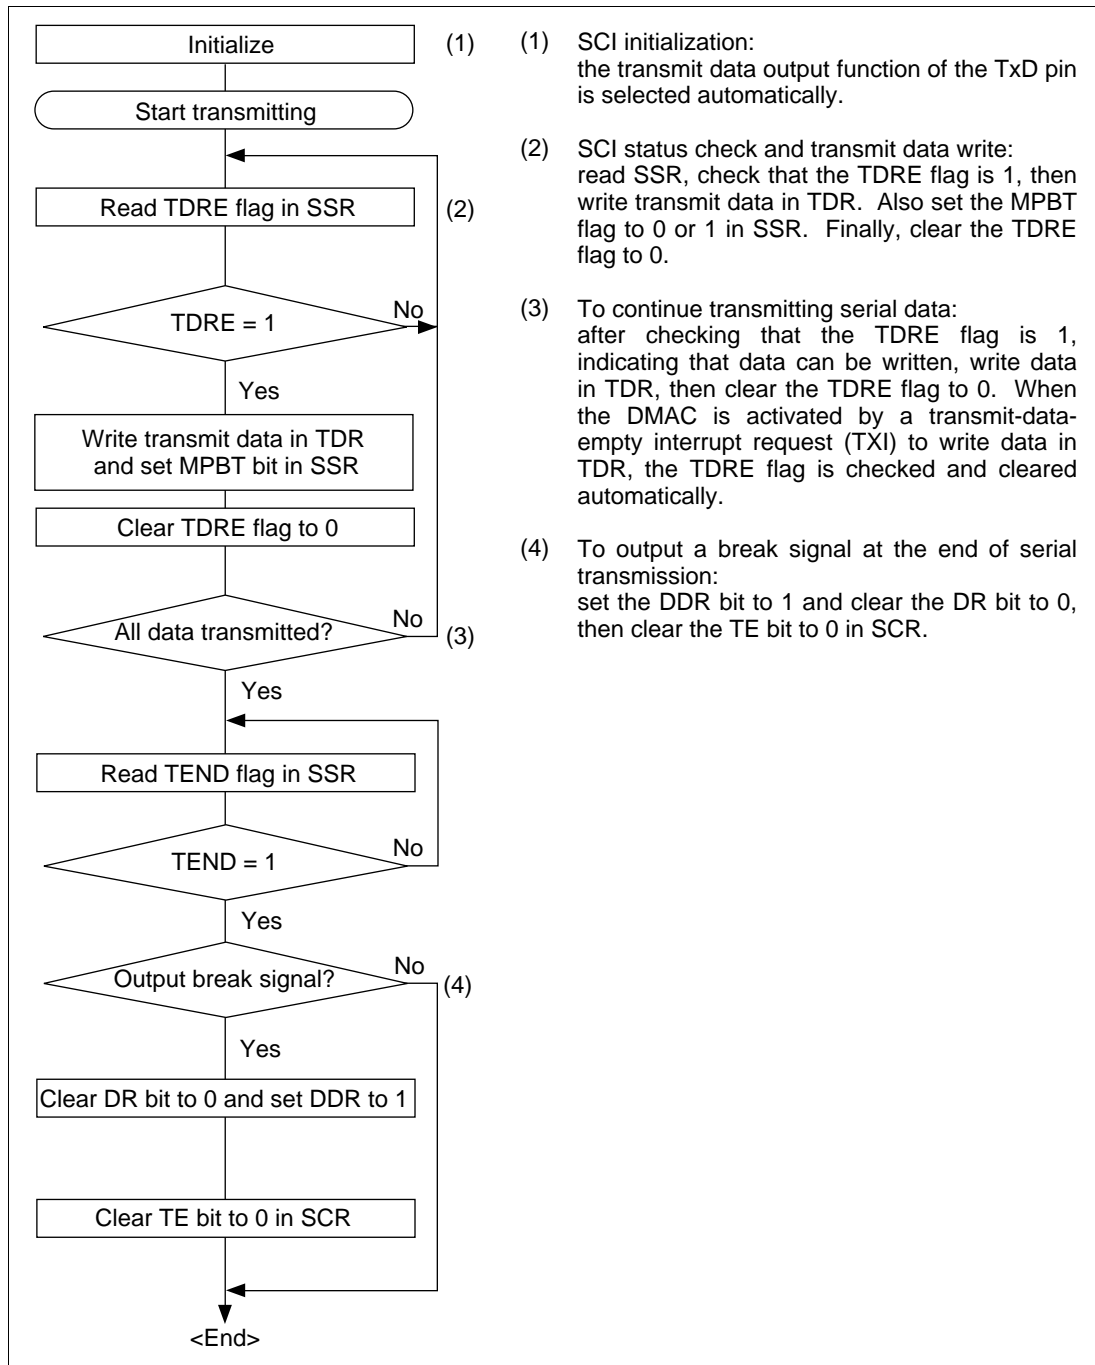 Initialize
(1)
Start transmitting
Read TDRE flag in SSR
(2)
TDRE = 1
No
Yes
Write transmit data in TDR
and set MPBT bit in SSR
Clear TDRE flag to 0
All data transmitted?
No
(3)
Yes
Read TEND flag in SSR
TEND = 1
No
Yes
Output break signal?
No
(4)
Yes
Clear DR bit to 0 and set DDR to 1
Clear TE bit to 0 in SCR
<End>
(1) SCI initialization:
the transmit data output function of the TxD pin
is selected automatically.
(2) SCI status check and transmit data write:
read SSR, check that the TDRE flag is 1, then
write transmit data in TDR. Also set the MPBT
flag to 0 or 1 in SSR. Finally, clear the TDRE
flag to 0.
(3) To continue transmitting serial data:
after checking that the TDRE flag is 1,
indicating that data can be written, write data
in TDR, then clear the TDRE flag to 0. When
the DMAC is activated by a transmit-data-
empty interrupt request (TXI) to write data in
TDR, the TDRE flag is checked and cleared
automatically.
(4) To output a break signal at the end of serial
transmission:
set the DDR bit to 1 and clear the DR bit to 0,
then clear the TE bit to 0 in SCR.